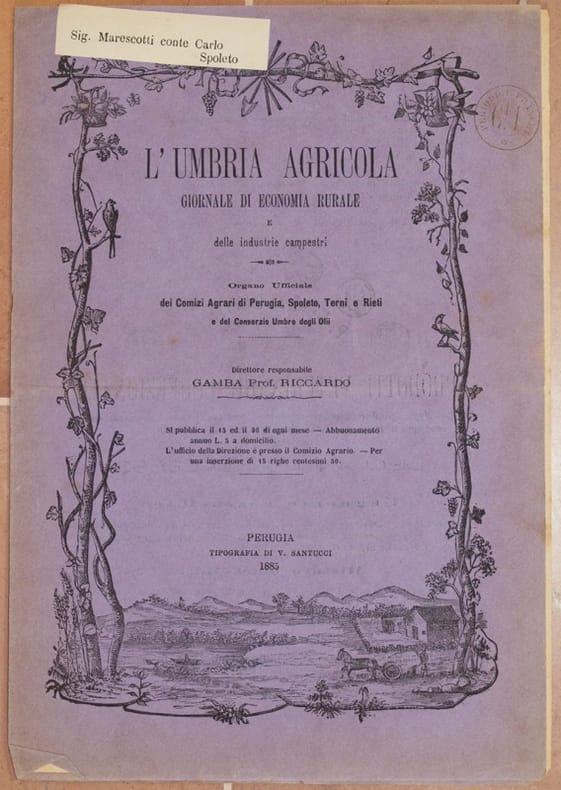 Sig. Marescotti conte Carlo
Spoleto
L'UMBRIA AGRICOLA
GIORNALE DI ECONOMIA RURALE
E
delle industrie campestri
Organo Ufficiale
dei Comizi Agrari di Perugia, Spoleto, Terni e Rieti
e del Consorzio Umbro degli Olii
Direttore responsabile
GAMBA Prof. RICCARDO
Si pubblica il 15 ed il 30 di ogni mese — Abbuonamento
annuo L. 5 a domicilio.
L'ufficio della Direzione è presso il Comizio Agrario. — Per
una inserzione di 15 righe centesimi 50.
PERUGIA
TIPOGRAFIA DI V. SANTUCCI
1885